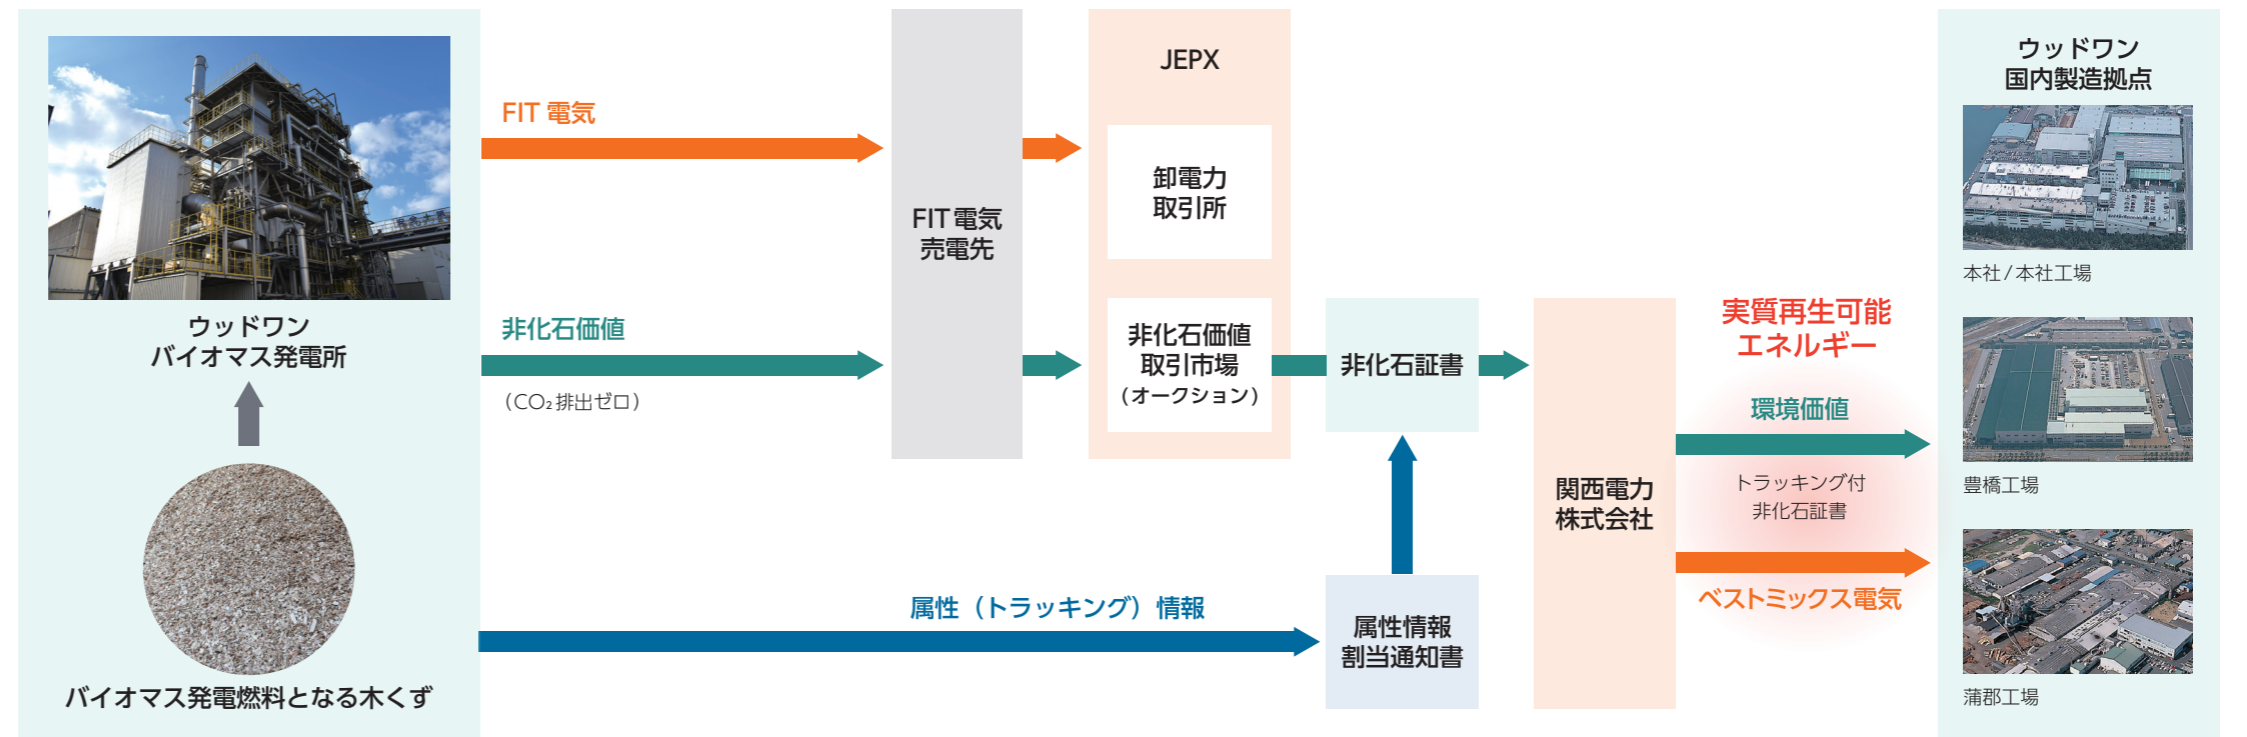 ウッドワン
バイオマス発電所
バイオマス発電燃料となる木くず
FIT 電気
非化石価値
（CO₂排出ゼロ）
属性（トラッキング）情報
FIT電気
売電先
JEPX
卸電力
取引所
非化石価値
取引市場
(オークション)
非化石証書
属性情報
割当通知書
関西電力
株式会社
実質再生可能
エネルギー
環境価値
トラッキング付
非化石証書
ベストミックス電気
ウッドワン
国内製造拠点
本社/本社工場
豊橋工場
蒲郡工場